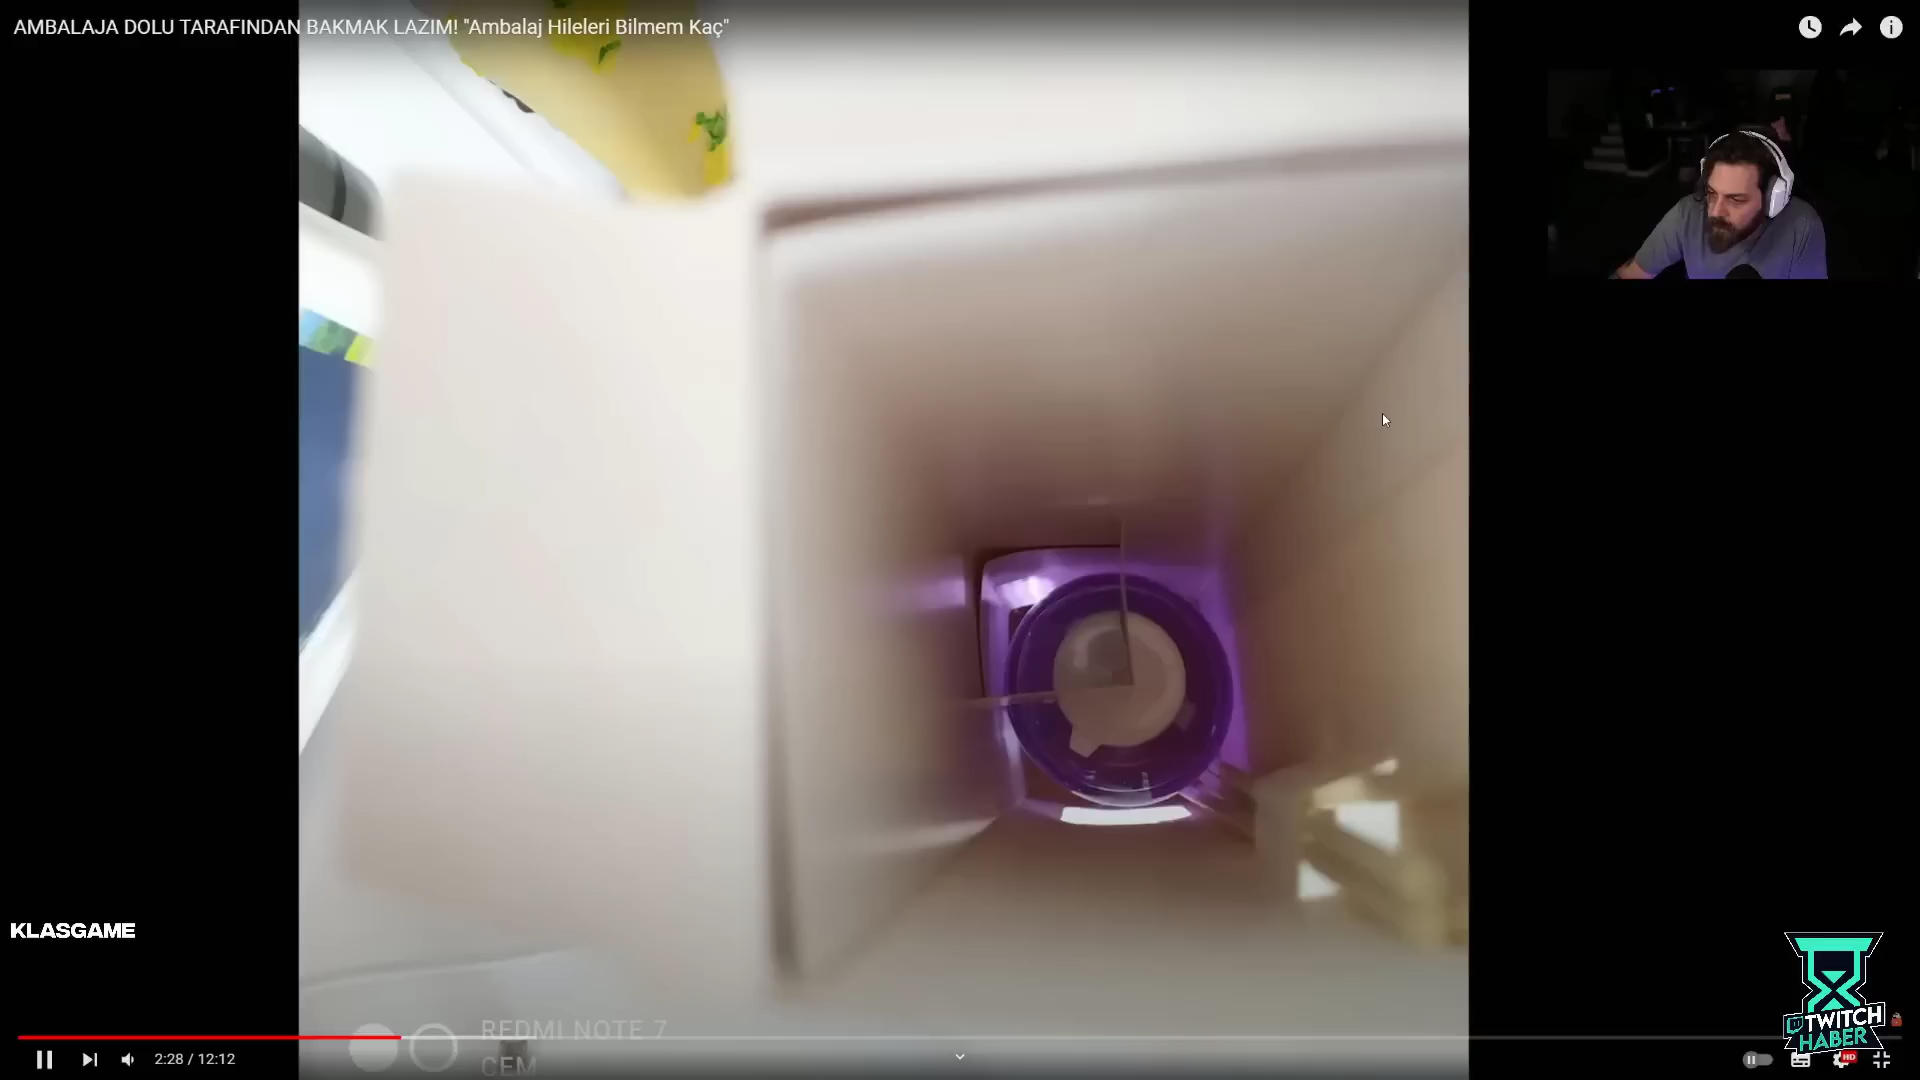 AMBALAJA DOLU TARAFINDAN BAKMAK LAZIM! "Ambalaj Hileleri Bilmem Kaç"
KLASGAME
REDMI NOTE 7
CEM
2:28 / 12:12
TWITCH
HABER
HD